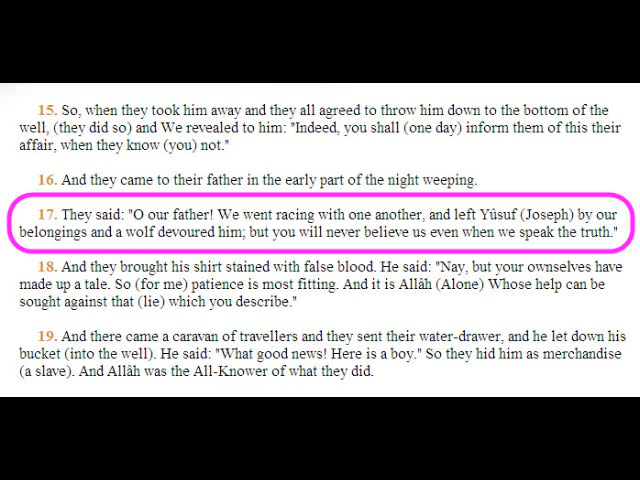 15. So, when they took him away and they all agreed to throw him down to the bottom of the
well, (they did so) and We revealed to him: "Indeed, you shall (one day) inform them of this their
affair, when they know (you) not."
16. And they came to their father in the early part of the night weeping.
17. They said: "O our father! We went racing with one another, and left Yûsuf (Joseph) by our
belongings and a wolf devoured him; but you will never believe us even when we speak the truth."
18. And they brought his shirt stained with false blood. He said: "Nay, but your ownselves have
made up a tale. So (for me) patience is most fitting. And it is Allâh (Alone) Whose help can be
sought against that (lie) which you describe."
19. And there came a caravan of travellers and they sent their water-drawer, and he let down his
bucket (into the well). He said: "What good news! Here is a boy." So they hid him as merchandise
(a slave). And Allâh was the All-Knower of what they did.